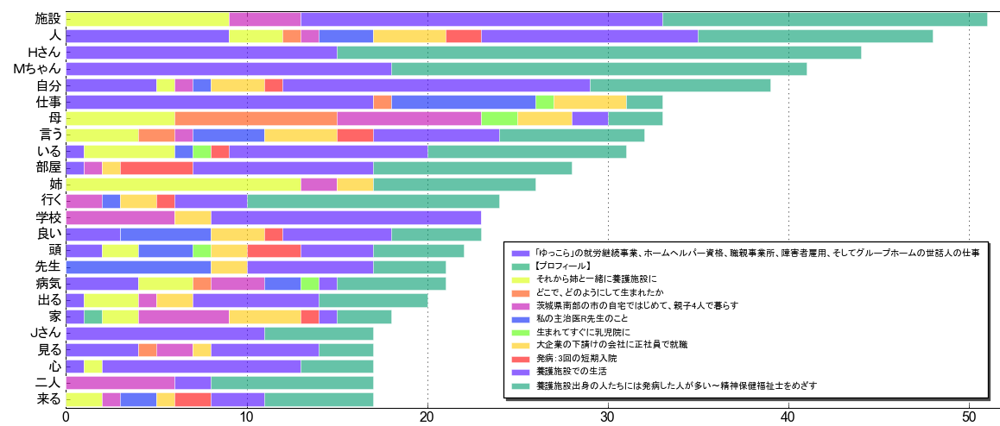 施設
人
Hさん
Mちゃん
自分
仕事
母
言う
いる
部屋
姉
行く
学校
良い
頭
先生
病気
出る
家
Jさん
見る
心
二人
来る
「ゆっこら」の就労継続事業、ホームヘルパー資格、職親事業所、障害者雇用、そしてグループホームの世話人の仕事
【プロフィール】
それから姉と一緒に養護施設に
どこで、どのようにして生まれたか
茨城県南部の市の自宅ではじめて、親子4人で暮らす
私の主治医R先生のこと
生まれてすぐに乳児院に
大企業の下請けの会社に正社員で就職
発病：3回の短期入院
養護施設での生活
養護施設出身の人たちには発病した人が多い～精神保健福祉士をめざす
0 10 20 30 40 50